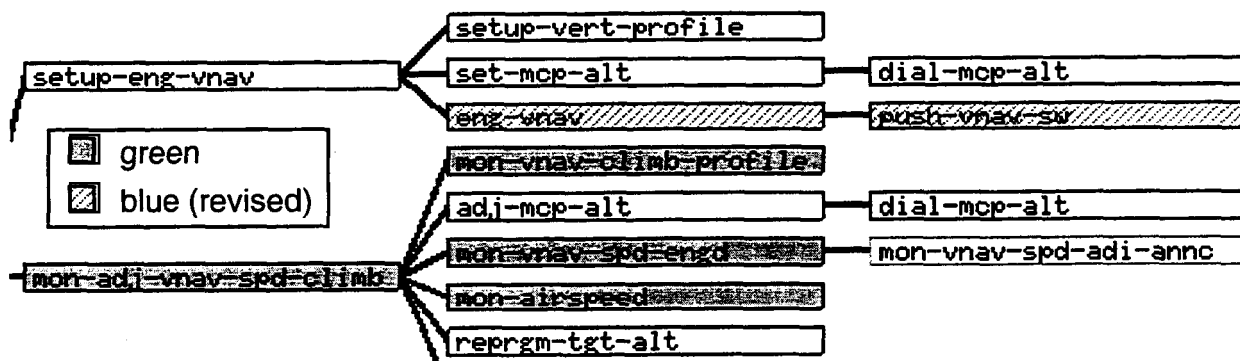 setup-vert-profile
setup-eng-vnav
set-mcp-alt
dial-mcp-alt
eng-vnav
push-vnav-sw
green
blue (revised)
mon-vnav-climb-profile
adj-mcp-alt
dial-mcp-alt
mon-vnav-spd-engd
mon-vnav-spd-adi-annc
mon-adj-vnav-spd-climb
mon-airspeed
reprgm-tgt-alt